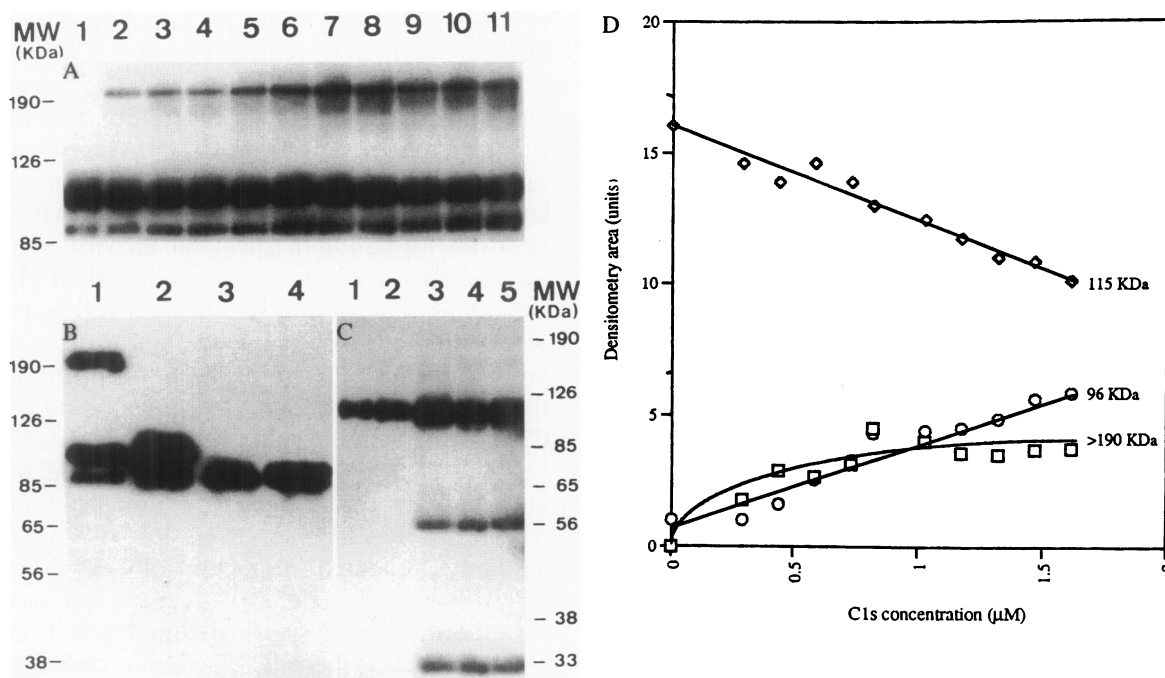 MW 1 2 3 4 5 6 7 8 9 10 11
(KDa)
A
190–
126–
85–
1 2 3 4
B
190–
126–
85–
65–
56–
38–
1 2 3 4 5 MW
(KDa)
C
– 190
– 126
– 85
– 65
– 56
– 38
– 33
D
20
15
10
5
0
Densitometry area (units)
115 KDa
96 KDa
>190 KDa
0 0.5 1 1.5 2
C1s concentration (μM)